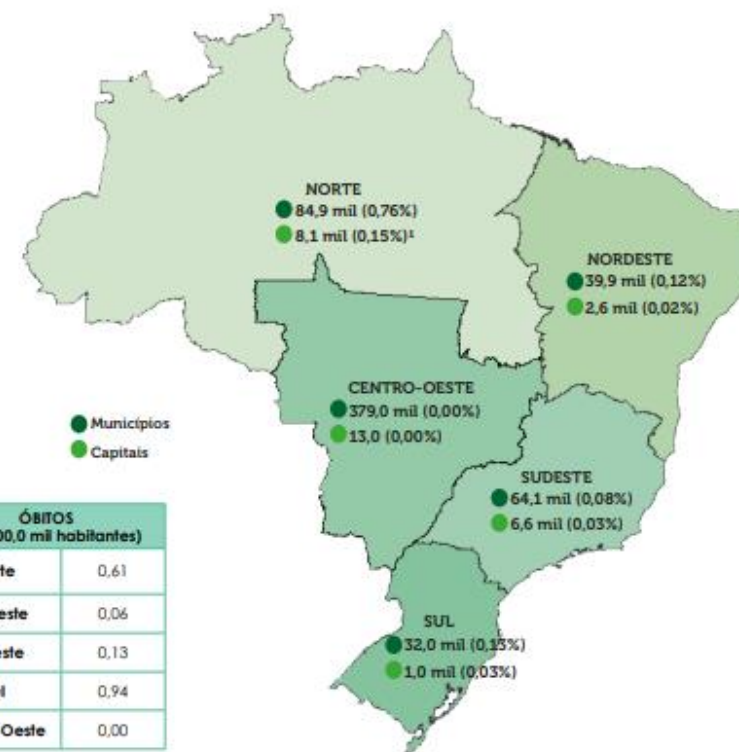 NORTE
84,9 mil (0,76%)
8,1 mil (0,15%)¹
NORDESTE
39,9 mil (0,12%)
2,6 mil (0,02%)
CENTRO-OESTE
379,0 mil (0,00%)
13,0 (0,00%)
Municípios
Capitais
SUDESTE
64,1 mil (0,08%)
6,6 mil (0,03%)
SUL
32,0 mil (0,13%)
1,0 mil (0,03%)
ÓBITOS
00,0 mil habitantes)
te 0,61
este 0,06
este 0,13
l 0,94
Oeste 0,00